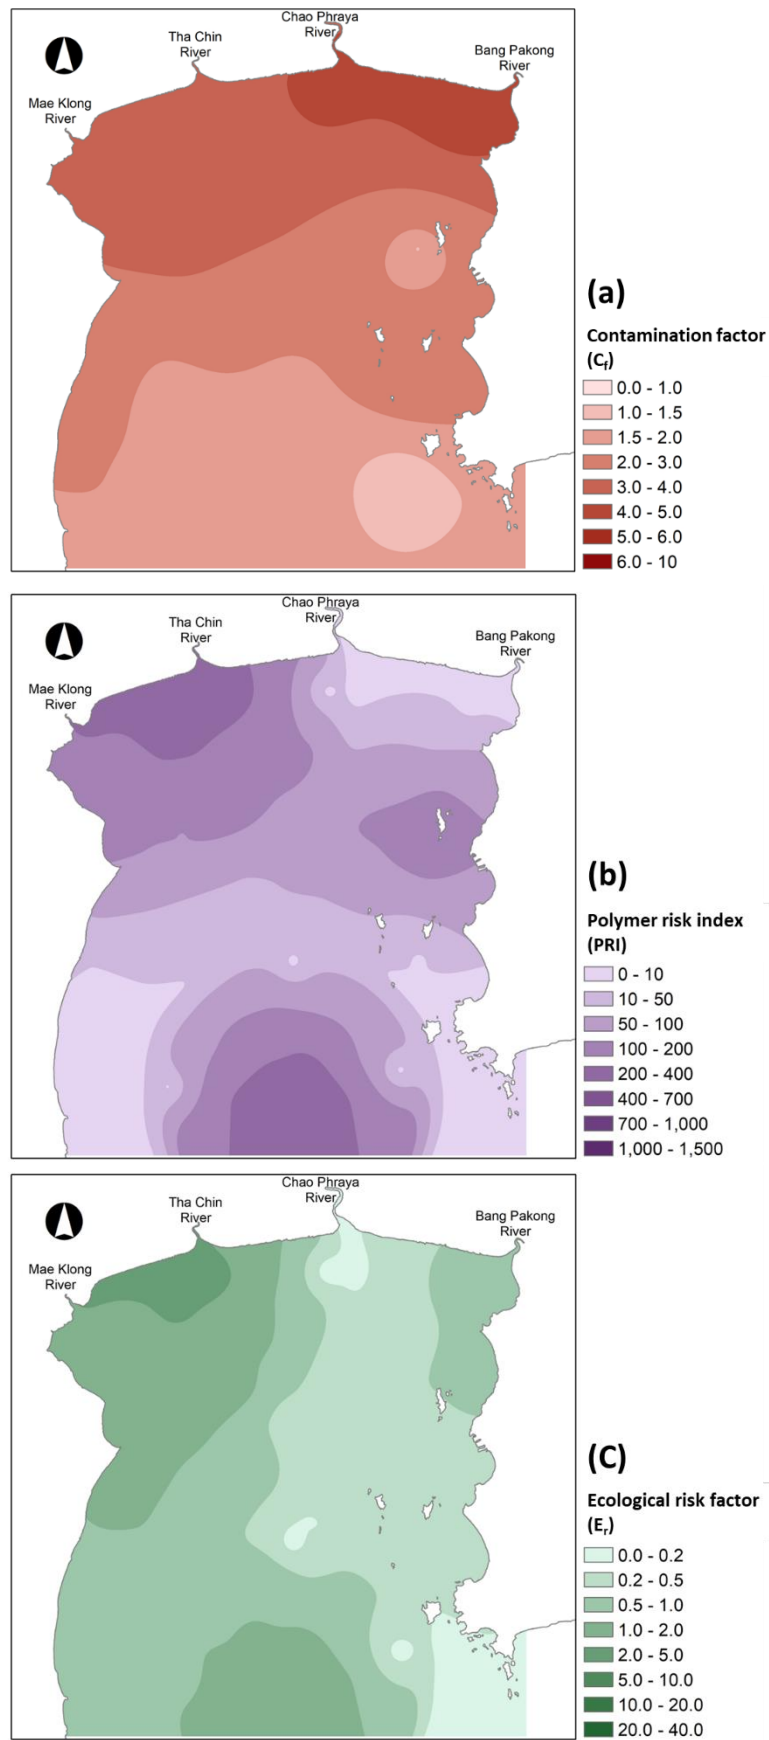 Chao Phraya
River
Tha Chin
River
Bang Pakong
River
Mae Klong
River
(a)
Contamination factor
(Cf)
0.0 - 1.0
1.0 - 1.5
1.5 - 2.0
2.0 - 3.0
3.0 - 4.0
4.0 - 5.0
5.0 - 6.0
6.0 - 10
Chao Phraya
River
Tha Chin
River
Bang Pakong
River
Mae Klong
River
(b)
Polymer risk index
(PRI)
0 - 10
10 - 50
50 - 100
100 - 200
200 - 400
400 - 700
700 - 1,000
1,000 - 1,500
Chao Phraya
River
Tha Chin
River
Bang Pakong
River
Mae Klong
River
(C)
Ecological risk factor
(Er)
0.0 - 0.2
0.2 - 0.5
0.5 - 1.0
1.0 - 2.0
2.0 - 5.0
5.0 - 10.0
10.0 - 20.0
20.0 - 40.0